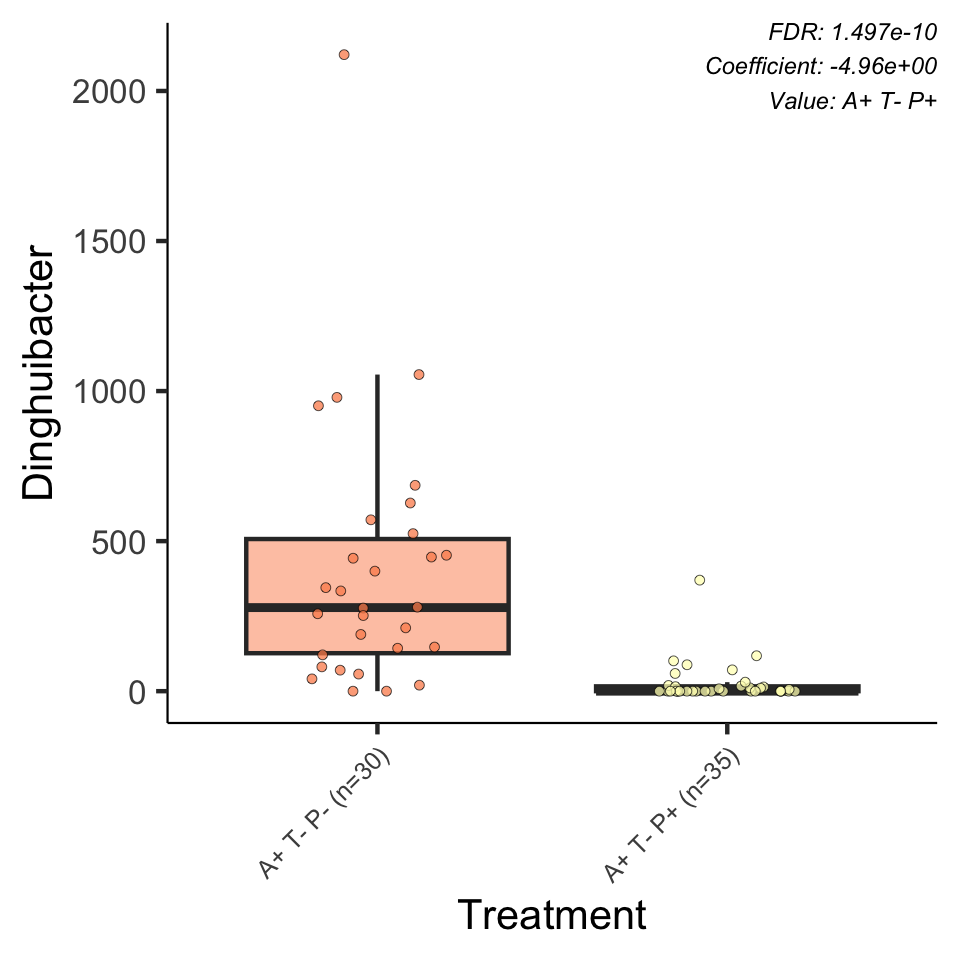 FDR: 1.497e-10
Coefficient: -4.96e+00
Value: A+ T- P+
Dinghuibacter
2000
1500
1000
500
0
A+ T- P- (n=30)
A+ T- P+ (n=35)
Treatment